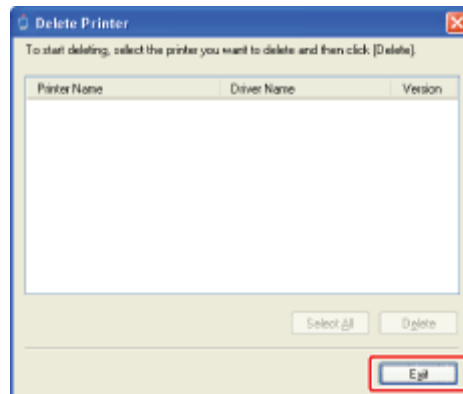 Delete Printer
To start deleting, select the printer you want to delete and then click [Delete].
Printer Name Driver Name Version
Select All Delete
Exit